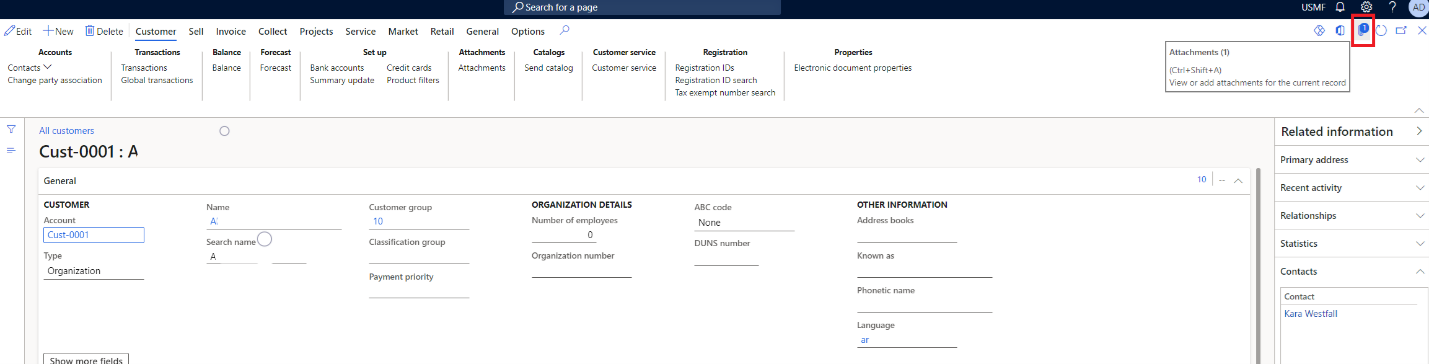 Search for a page
USMF
?
AD
Edit
New
Delete
Customer
Sell
Invoice
Collect
Projects
Service
Market
Retail
General
Options
1
Accounts
Contacts
Change party association
Transactions
Transactions
Global transactions
Balance
Balance
Forecast
Forecast
Set up
Bank accounts
Summary update
Credit cards
Product filters
Attachments
Attachments
Catalogs
Send catalog
Customer service
Customer service
Registration
Registration IDs
Registration ID search
Tax exempt number search
Properties
Electronic document properties
Attachments (1)
(Ctrl+Shift+A)
View or add attachments for the current record
All customers
Cust-0001 : A
General
10
--
CUSTOMER
Account
Cust-0001
Type
Organization
Name
A
Search name
A
Customer group
10
Classification group
Payment priority
ORGANIZATION DETAILS
Number of employees
0
Organization number
ABC code
None
DUNS number
OTHER INFORMATION
Address books
Known as
Phonetic name
Language
ar
Show more fields
Related information
Primary address
Recent activity
Relationships
Statistics
Contacts
Contact
Kara Westfall